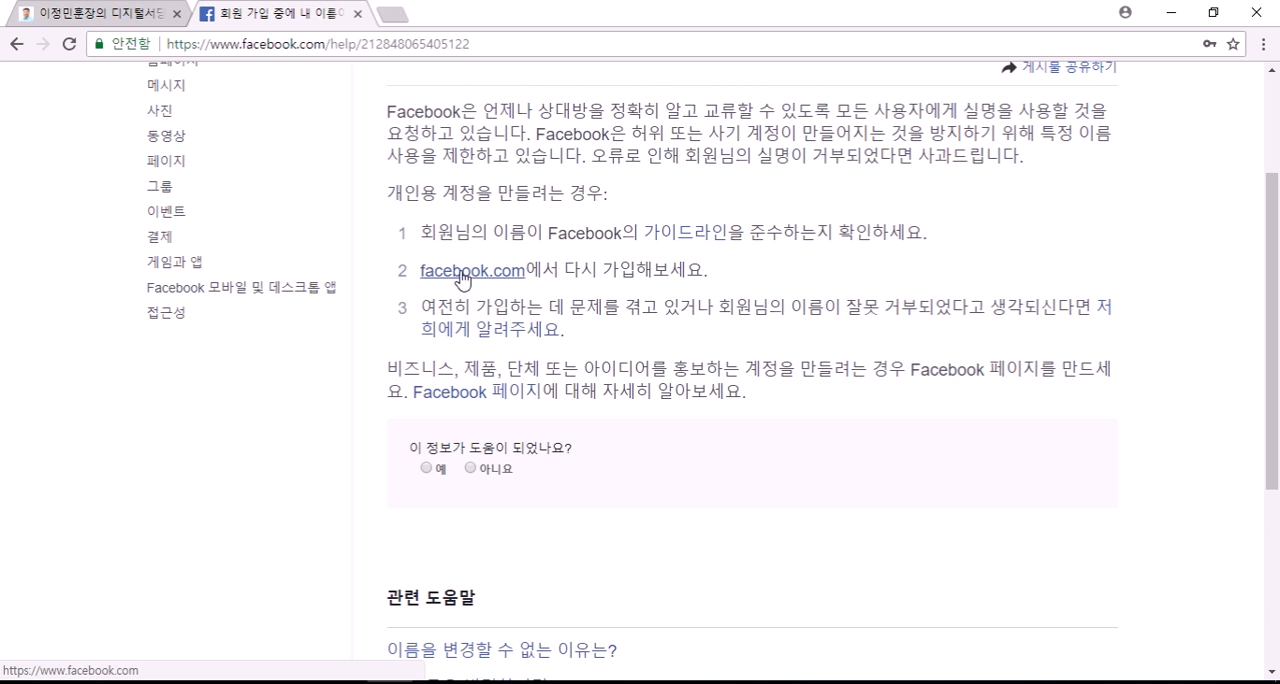 이정민훈장의 디지털서당
회원 가입 중에 내 이름이
안전함 https://www.facebook.com/help/212848065405122
홈페이지
메시지
사진
동영상
페이지
그룹
이벤트
결제
게임과 앱
Facebook 모바일 및 데스크톱 앱
접근성
게시물 공유하기
Facebook은 언제나 상대방을 정확히 알고 교류할 수 있도록 모든 사용자에게 실명을 사용할 것을
요청하고 있습니다. Facebook은 허위 또는 사기 계정이 만들어지는 것을 방지하기 위해 특정 이름
사용을 제한하고 있습니다. 오류로 인해 회원님의 실명이 거부되었다면 사과드립니다.
개인용 계정을 만들려는 경우:
1 회원님의 이름이 Facebook의 가이드라인을 준수하는지 확인하세요.
2 facebook.com에서 다시 가입해보세요.
3 여전히 가입하는 데 문제를 겪고 있거나 회원님의 이름이 잘못 거부되었다고 생각되신다면 저
희에게 알려주세요.
비즈니스, 제품, 단체 또는 아이디어를 홍보하는 계정을 만들려는 경우 Facebook 페이지를 만드세
요. Facebook 페이지에 대해 자세히 알아보세요.
이 정보가 도움이 되었나요?
예 아니요
관련 도움말
이름을 변경할 수 없는 이유는?
https://www.facebook.com